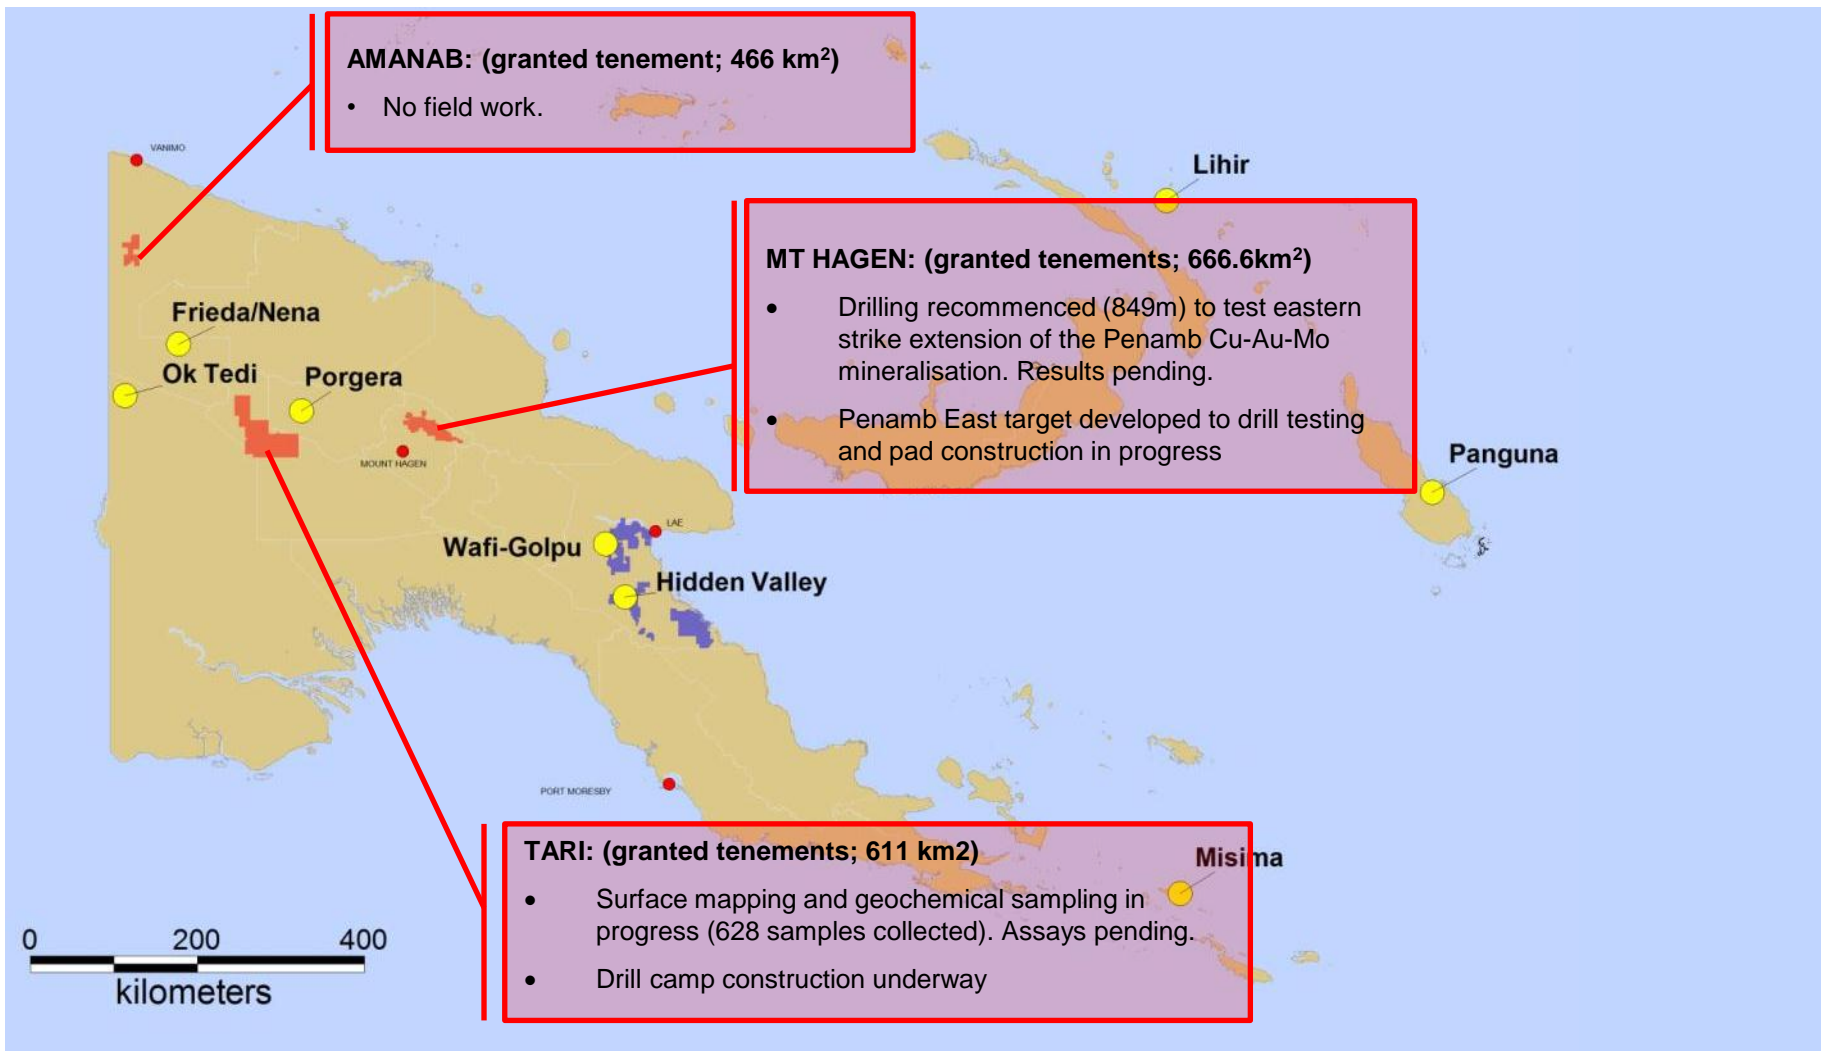 AMANAB: (granted tenement; 466 km²)
• No field work.
VANIMO
Lihir
MT HAGEN: (granted tenements; 666.6km²)
• Drilling recommenced (849m) to test eastern
strike extension of the Penamb Cu-Au-Mo
mineralisation. Results pending.
• Penamb East target developed to drill testing
and pad construction in progress
Frieda/Nena
Ok Tedi
Porgera
MOUNT HAGEN
Panguna
LAE
Wafi-Golpu
Hidden Valley
PORT MORESBY
TARI: (granted tenements; 611 km2)
• Surface mapping and geochemical sampling in
progress (628 samples collected). Assays pending.
• Drill camp construction underway
Misima
0 200 400
kilometers